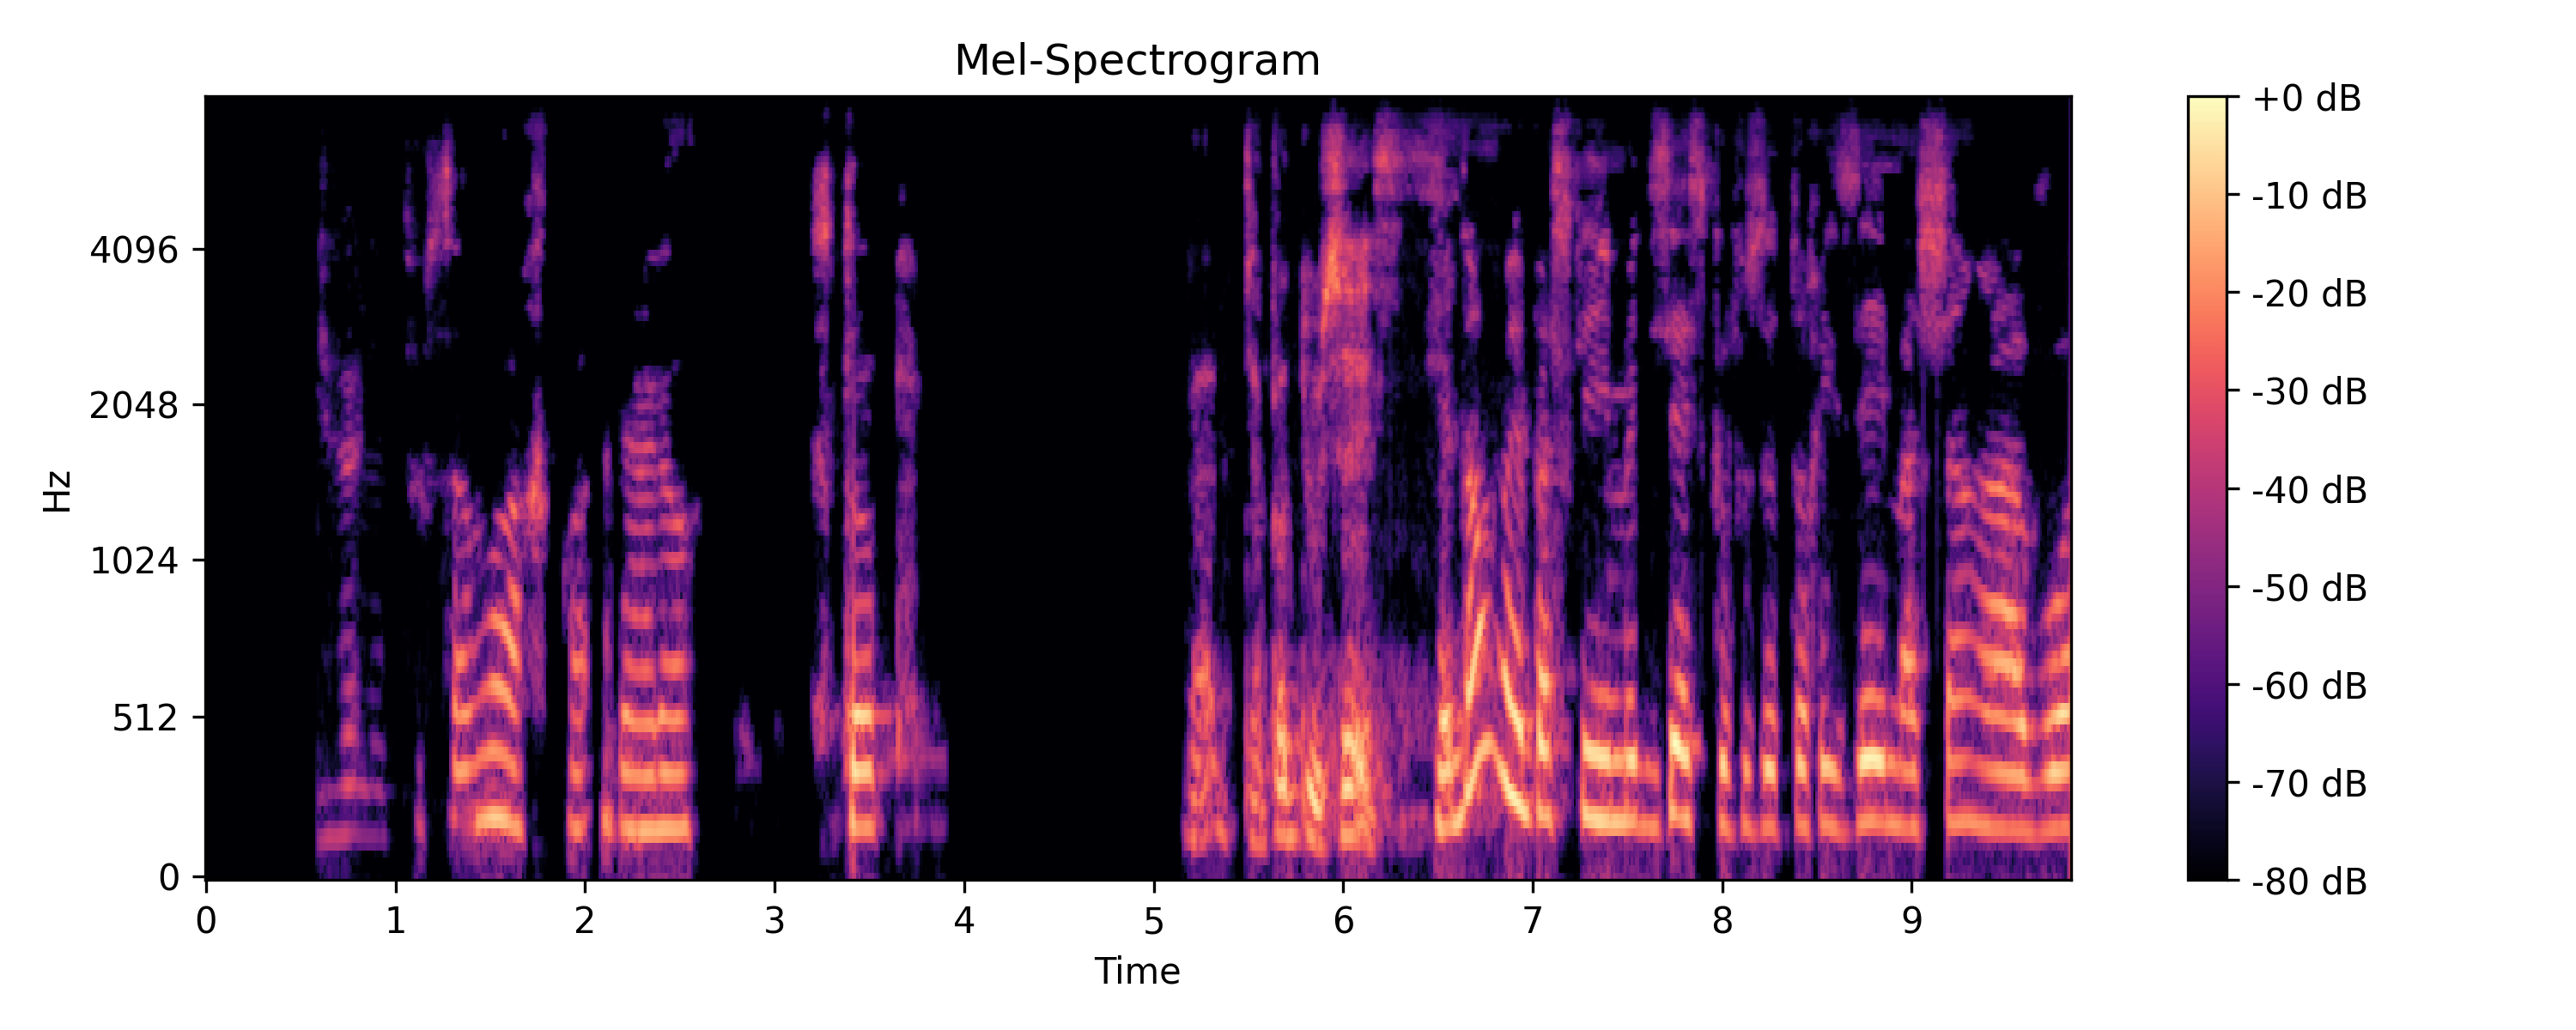 Mel-Spectrogram
+0 dB
-10 dB
-20 dB
-30 dB
-40 dB
-50 dB
-60 dB
-70 dB
-80 dB
Hz
4096
2048
1024
512
0
0 1 2 3 4 5 6 7 8 9
Time